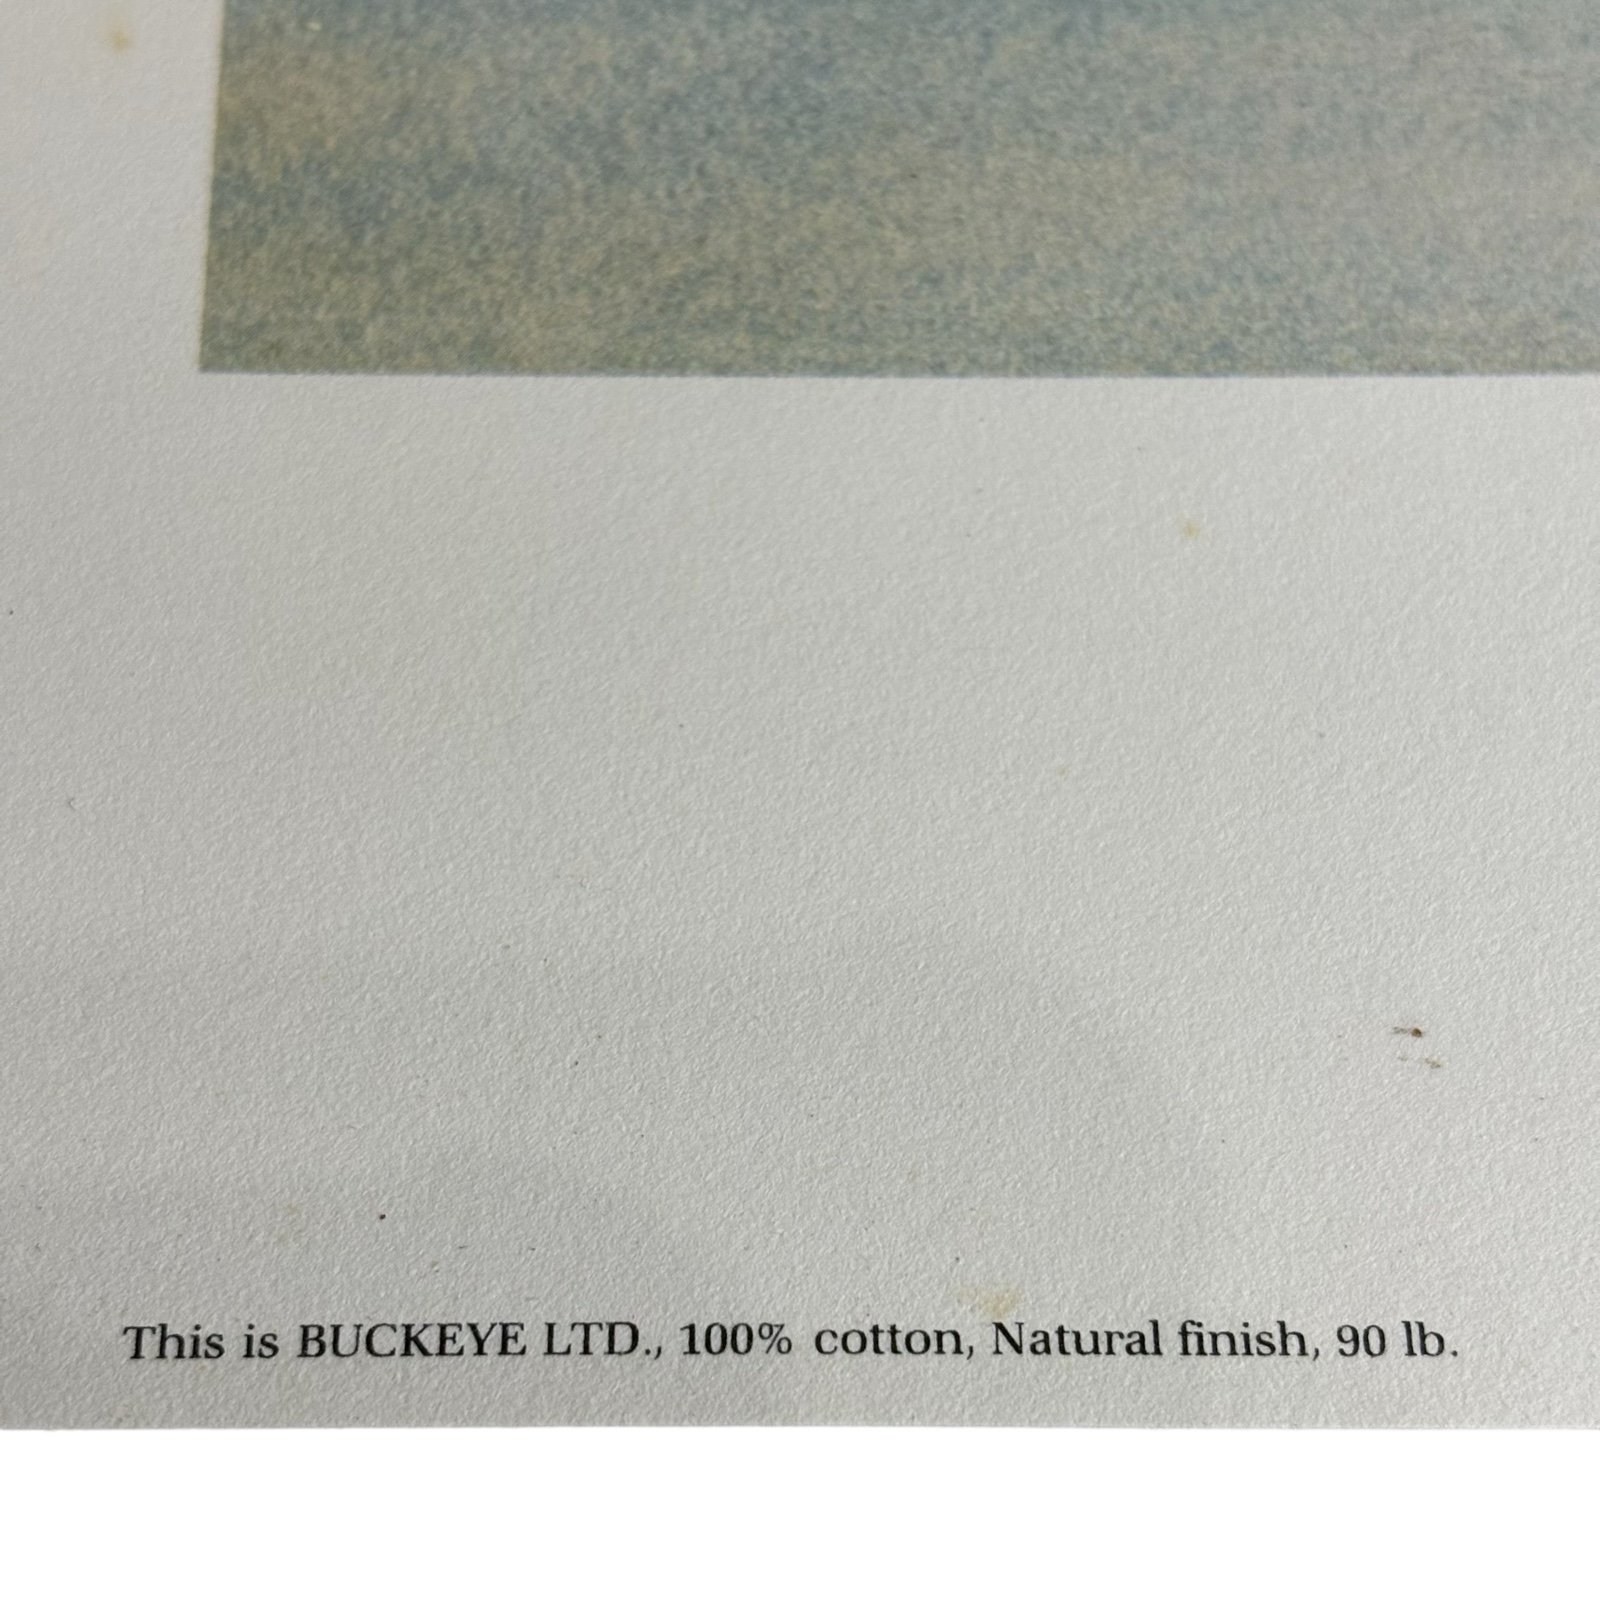 This is BUCKEYE LTD., 100% cotton, Natural finish, 90 lb.